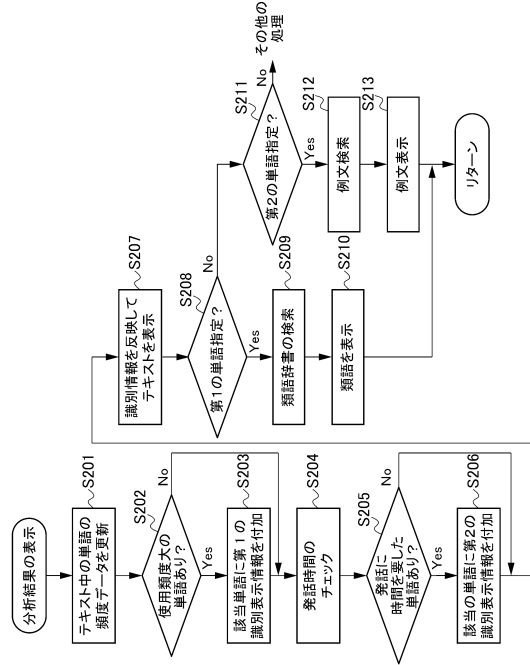 分析結果の表示
S201
テキスト中の単語の
頻度データを更新
S202
使用頻度大の
単語あり?
No
Yes
S203
該当単語に第1の
識別表示情報を付加
S204
発話時間の
チェック
S205
発話に
時間を要した
単語あり?
No
Yes
S206
該当の単語に第2の
識別表示情報を付加
S207
識別情報を反映して
テキストを表示
S208
第1の単語指定?
No
Yes
S209
類語辞書の検索
S210
類語を表示
S211
第2の単語指定?
No
その他の
処理
Yes
S212
例文検索
S213
例文表示
リターン